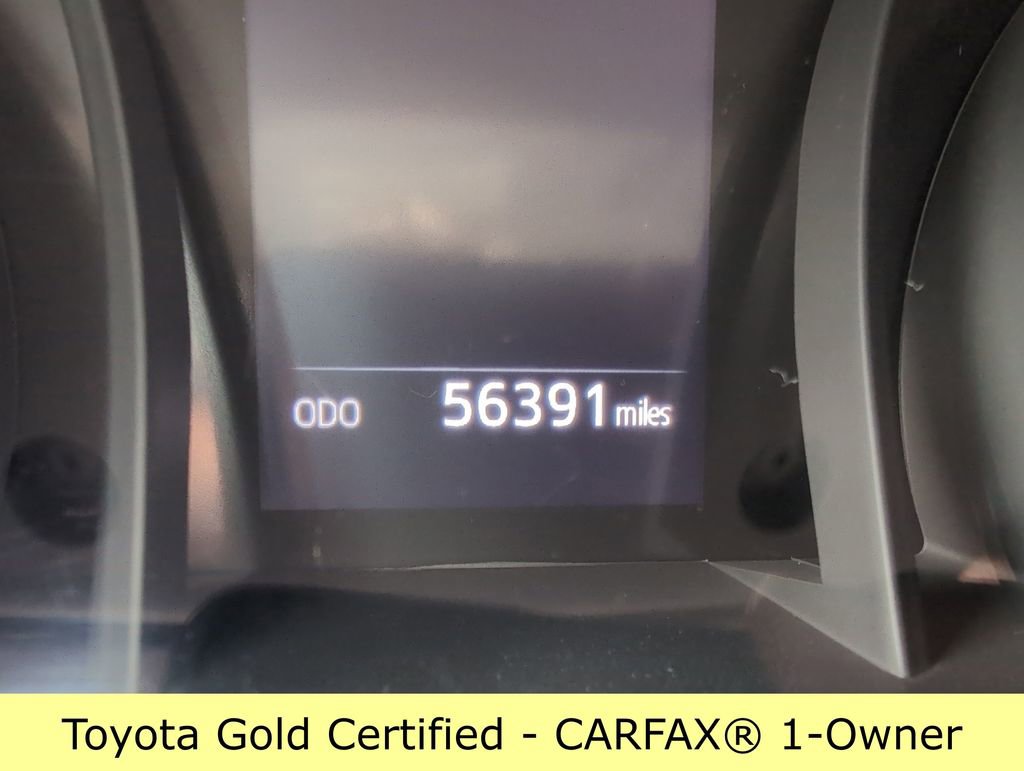 ODO 56391 miles
Toyota Gold Certified - CARFAX® 1-Owner